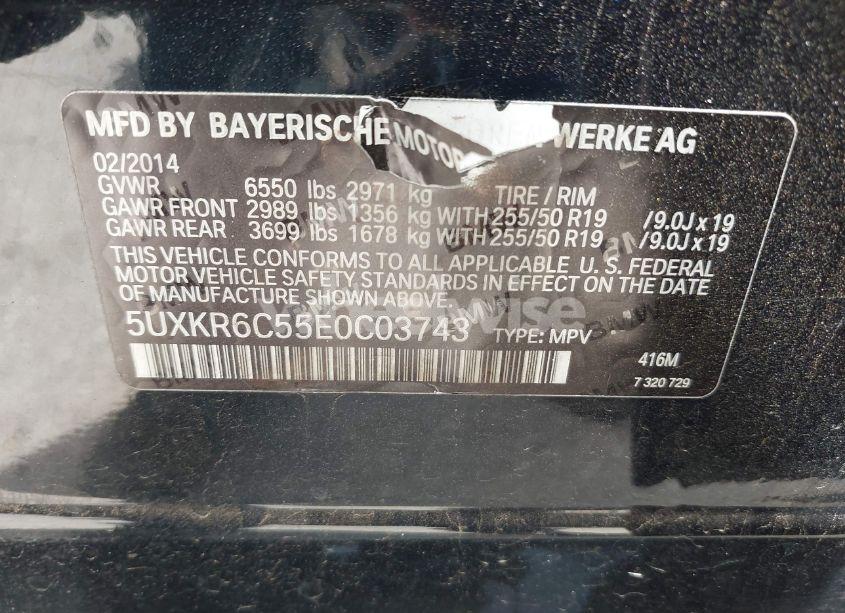 MFD BY BAYERISCHE MOTOREN WERKE AG
02/2014
GVWR 6550 lbs 2971 kg TIRE / RIM
GAWR FRONT 2989 lbs 1356 kg WITH 255/50 R19 /9.0J x 19
GAWR REAR 3699 lbs 1678 kg WITH 255/50 R19 /9.0J x 19
THIS VEHICLE CONFORMS TO ALL APPLICABLE U. S. FEDERAL
MOTOR VEHICLE SAFETY STANDARDS IN EFFECT ON THE DATE
OF MANUFACTURE SHOWN ABOVE.
5UXKR6C55E0C03743 TYPE: MPV
416M
7 320 729